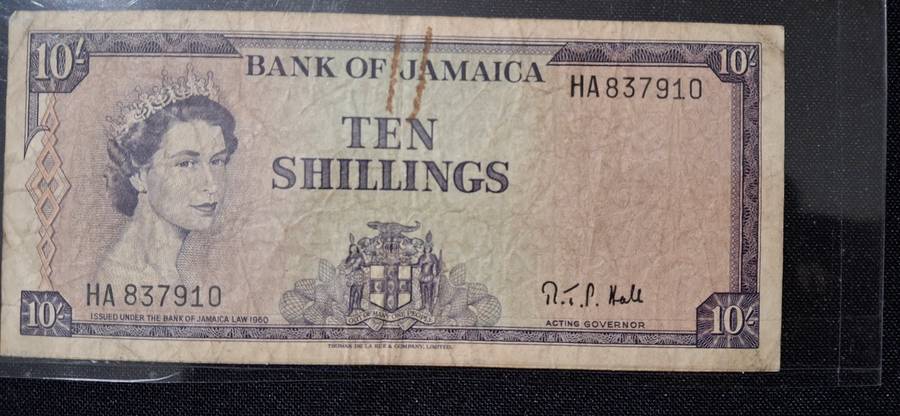 10/-
10/-
BANK OF JAMAICA
HA 837910
TEN
SHILLINGS
HA 837910
ISSUED UNDER THE BANK OF JAMAICA LAW 1960
OUT OF MANY, ONE PEOPLE
R.T.P. Hall
ACTING GOVERNOR
10/-
10/-
THOMAS DE LA RUE & COMPANY, LIMITED.